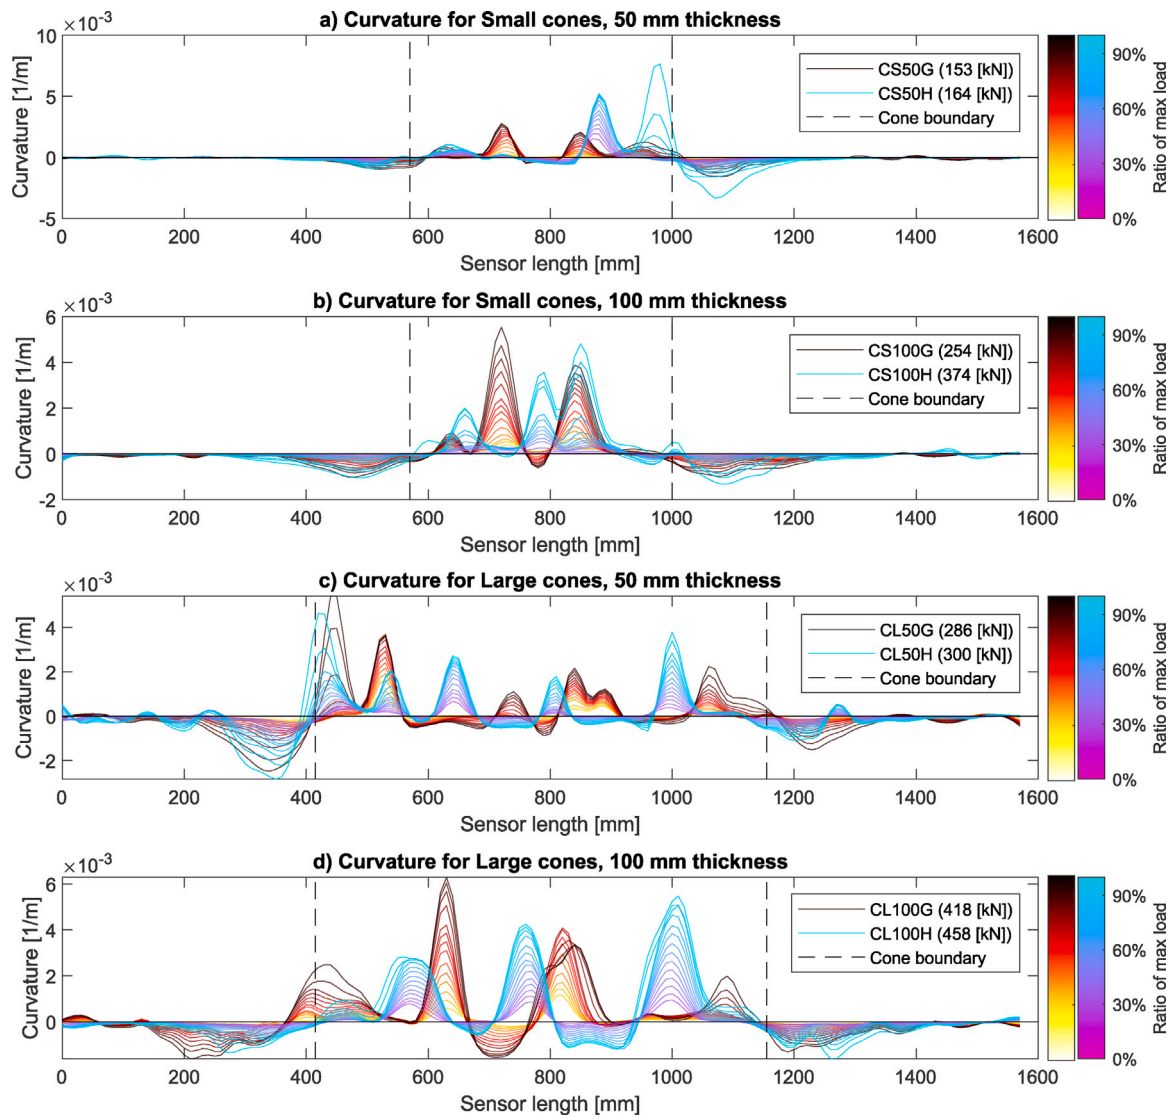 a) Curvature for Small cones, 50 mm thickness
×10⁻³
Curvature [1/m]
10
5
0
-5
0 200 400 600 800 1000 1200 1400 1600
Sensor length [mm]
CS50G (153 [kN])
CS50H (164 [kN])
Cone boundary
90%
60%
30%
0%
Ratio of max load
b) Curvature for Small cones, 100 mm thickness
×10⁻³
Curvature [1/m]
6
4
2
0
-2
0 200 400 600 800 1000 1200 1400 1600
Sensor length [mm]
CS100G (254 [kN])
CS100H (374 [kN])
Cone boundary
90%
60%
30%
0%
Ratio of max load
c) Curvature for Large cones, 50 mm thickness
×10⁻³
Curvature [1/m]
4
2
0
-2
0 200 400 600 800 1000 1200 1400 1600
Sensor length [mm]
CL50G (286 [kN])
CL50H (300 [kN])
Cone boundary
90%
60%
30%
0%
Ratio of max load
d) Curvature for Large cones, 100 mm thickness
×10⁻³
Curvature [1/m]
6
4
2
0
0 200 400 600 800 1000 1200 1400 1600
Sensor length [mm]
CL100G (418 [kN])
CL100H (458 [kN])
Cone boundary
90%
60%
30%
0%
Ratio of max load